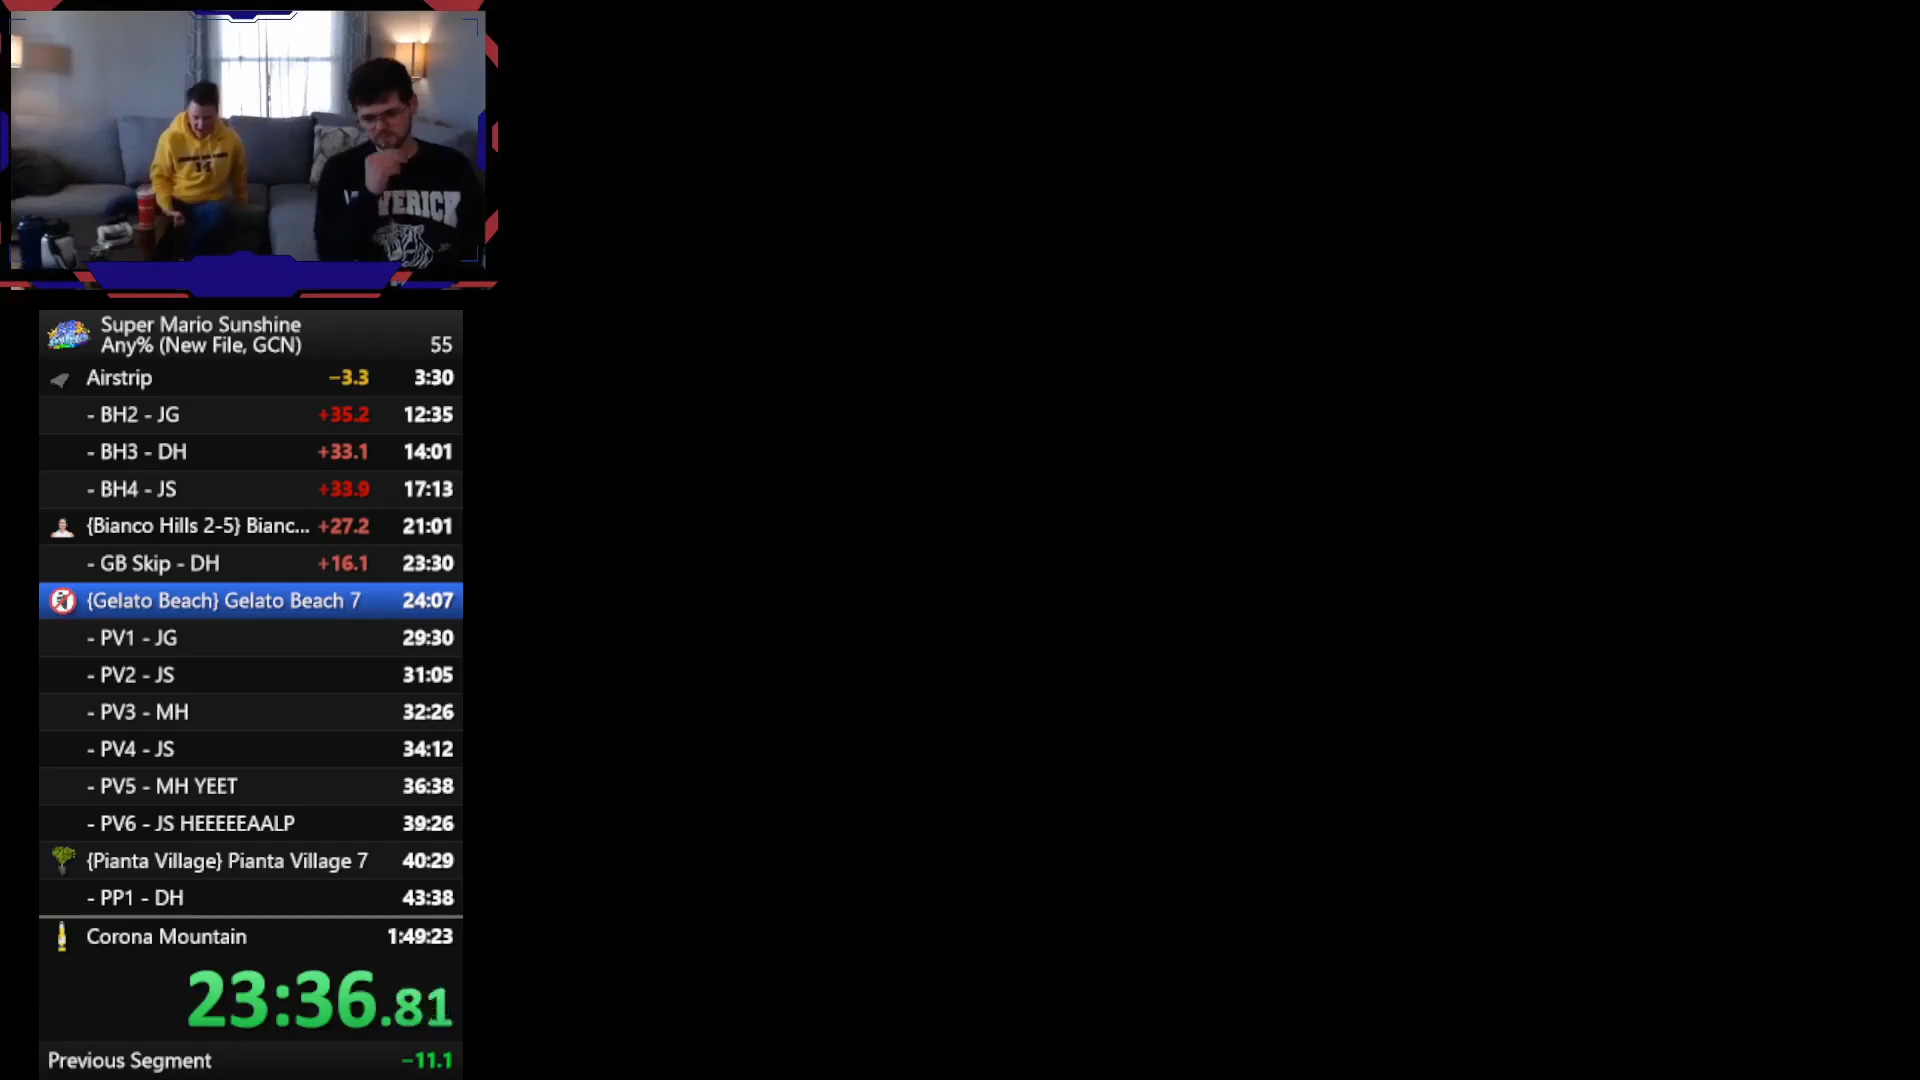 VERICK
Super Mario Sunshine
Any% (New File, GCN) 55
Airstrip −3.3 3:30
- BH2 - JG +35.2 12:35
- BH3 - DH +33.1 14:01
- BH4 - JS +33.9 17:13
{Bianco Hills 2-5} Bianc... +27.2 21:01
- GB Skip - DH +16.1 23:30
{Gelato Beach} Gelato Beach 7 24:07
- PV1 - JG 29:30
- PV2 - JS 31:05
- PV3 - MH 32:26
- PV4 - JS 34:12
- PV5 - MH YEET 36:38
- PV6 - JS HEEEEEAALP 39:26
{Pianta Village} Pianta Village 7 40:29
- PP1 - DH 43:38
Corona Mountain 1:49:23
23:36.81
Previous Segment −11.1